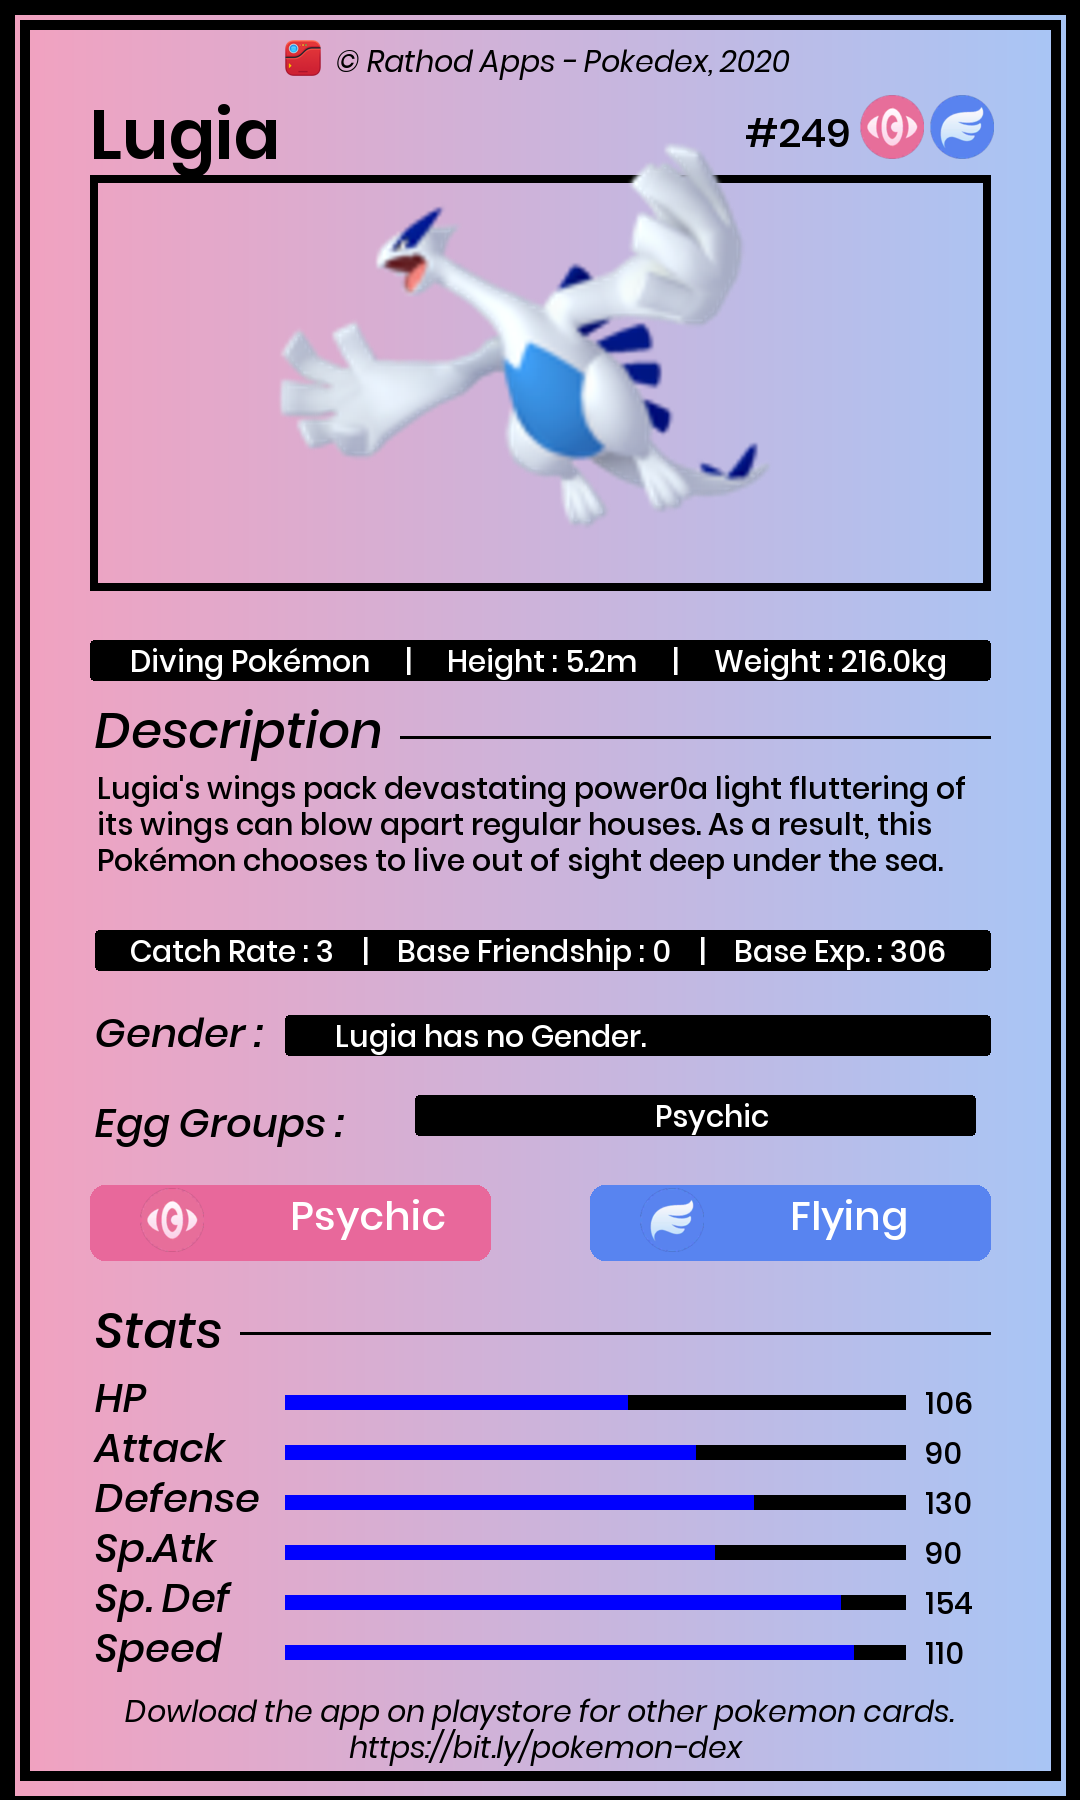 © Rathod Apps - Pokedex, 2020
Lugia #249
Diving Pokémon | Height : 5.2m | Weight : 216.0kg
Description
Lugia's wings pack devastating power0a light fluttering of
its wings can blow apart regular houses. As a result, this
Pokémon chooses to live out of sight deep under the sea.
Catch Rate : 3 | Base Friendship : 0 | Base Exp. : 306
Gender : Lugia has no Gender.
Egg Groups : Psychic
Psychic Flying
Stats
HP 106
Attack 90
Defense 130
Sp.Atk 90
Sp. Def 154
Speed 110
Dowload the app on playstore for other pokemon cards.
https://bit.ly/pokemon-dex